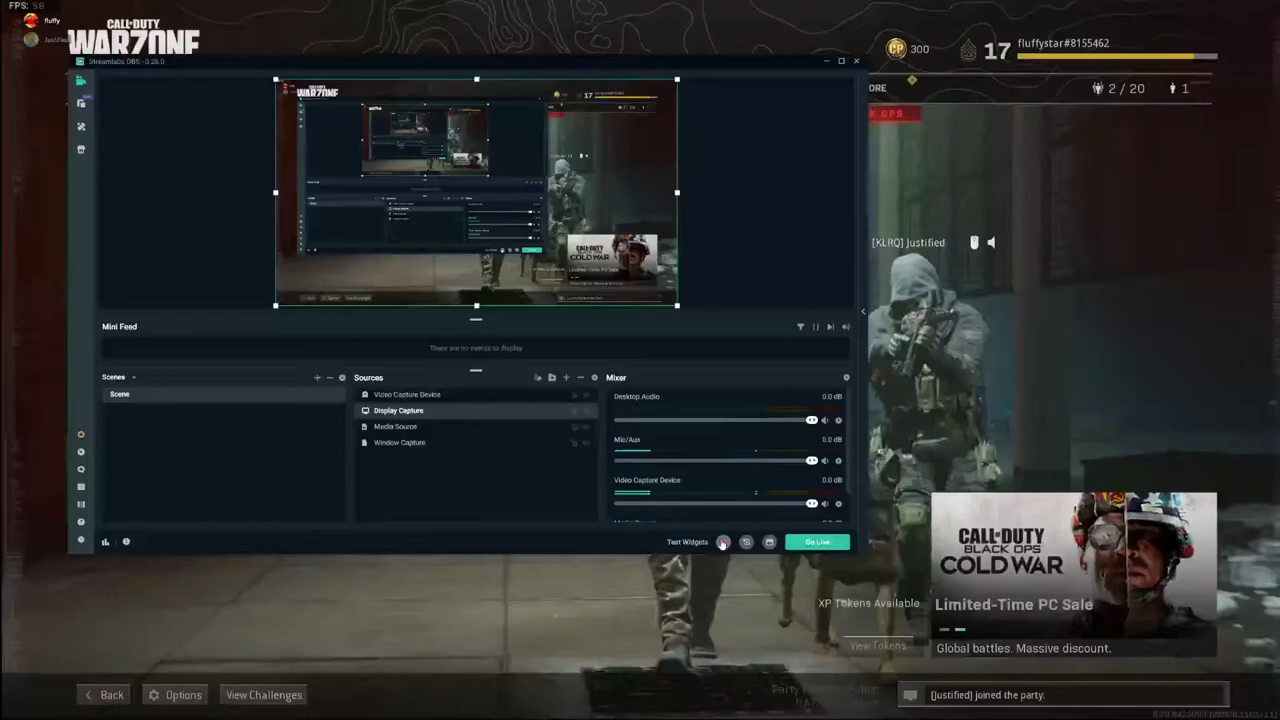 FPS: 58
fluffy
Justified
CALL·DUTY
WARZONE
300
17
fluffystar#8155462
Streamlabs OBS - 0.26.0
ORE
2 / 20
1
K OPS
[KLRQ] Justified
Mini Feed
There are no events to display
Scenes
Scene
Sources
Video Capture Device
Display Capture
Media Source
Window Capture
Mixer
Desktop Audio
0.0 dB
Mic/Aux
0.0 dB
Video Capture Device
0.0 dB
Test Widgets
Go Live
CALL·DUTY
BLACK OPS
COLD WAR
Limited-Time PC Sale
Global battles. Massive discount.
XP Tokens Available
View Tokens
Back
Options
View Challenges
[Justified] joined the party.